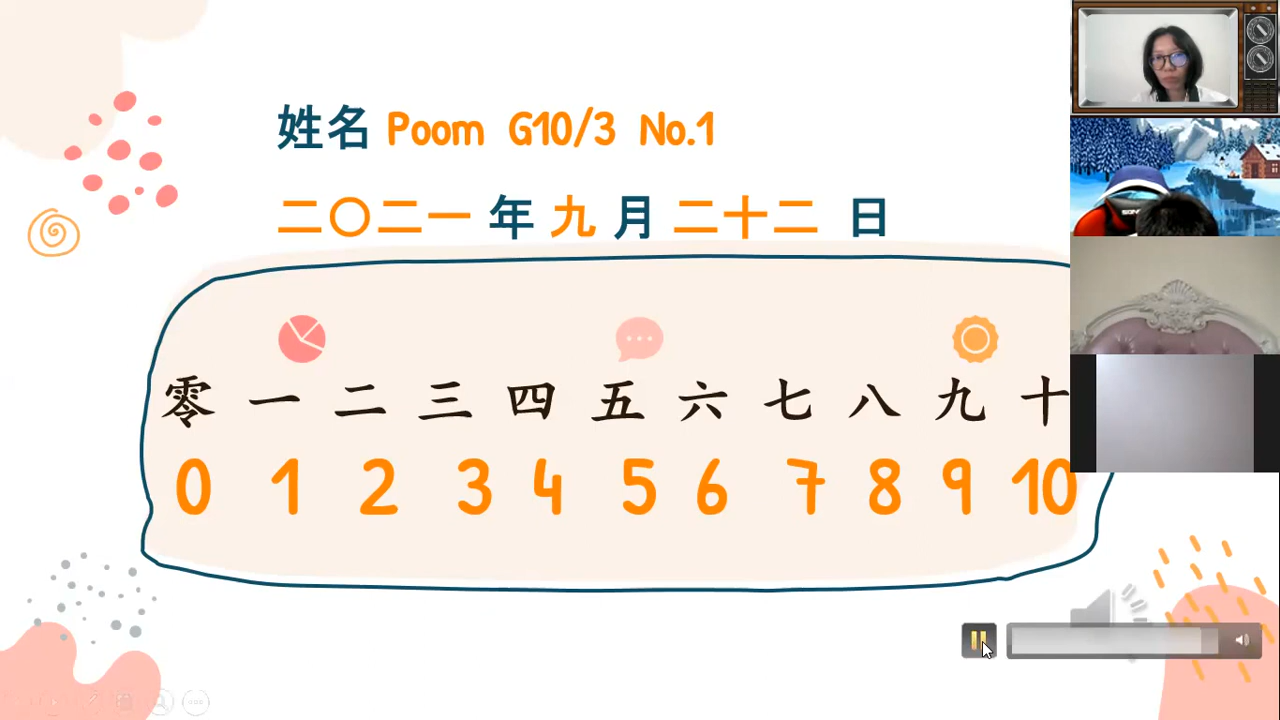 姓名 Poom G10/3 No.1
二〇二一 年 九 月 二十二 日
零 一 二 三 四 五 六 七 八 九 十
0 1 2 3 4 5 6 7 8 9 10